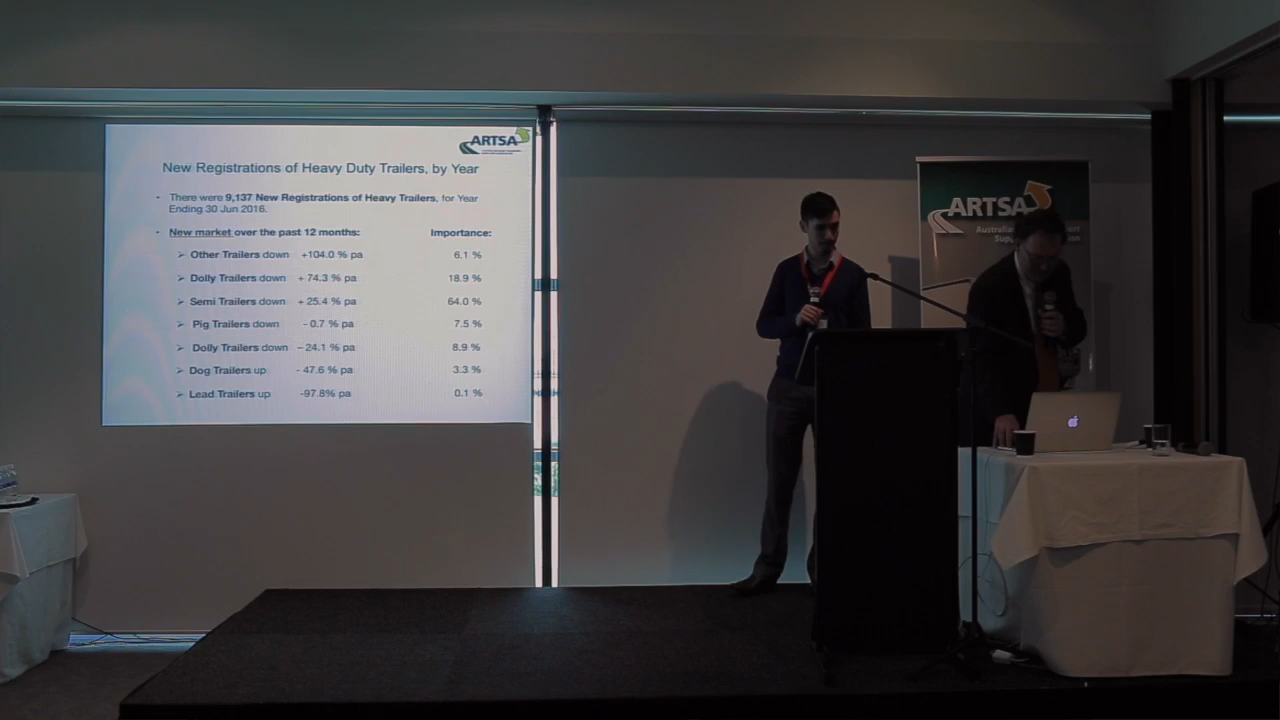 ARTSA
New Registrations of Heavy Duty Trailers, by Year
• There were 9,137 New Registrations of Heavy Trailers, for Year
Ending 30 Jun 2016.
• New market over the past 12 months: Importance:
➢ Other Trailers down +104.0 % pa 6.1 %
➢ Dolly Trailers down + 74.3 % pa 18.9 %
➢ Semi Trailers down + 25.4 % pa 64.0 %
➢ Pig Trailers down - 0.7 % pa 7.5 %
➢ Dolly Trailers down – 24.1 % pa 8.9 %
➢ Dog Trailers up - 47.6 % pa 3.3 %
➢ Lead Trailers up -97.8% pa 0.1 %
ARTSA
Australian